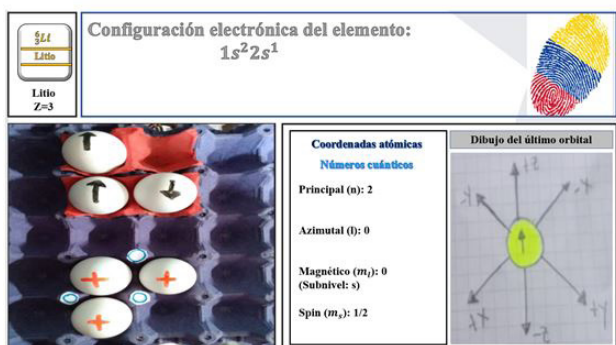 ⁶₃Li
Litio
Litio
Z=3
Configuración electrónica del elemento:
1s²2s¹
Coordenadas atómicas
Números cuánticos
Principal (n): 2
Azimutal (l): 0
Magnético (mₗ): 0
(Subnivel: s)
Spin (mₛ): 1/2
Dibujo del último orbital